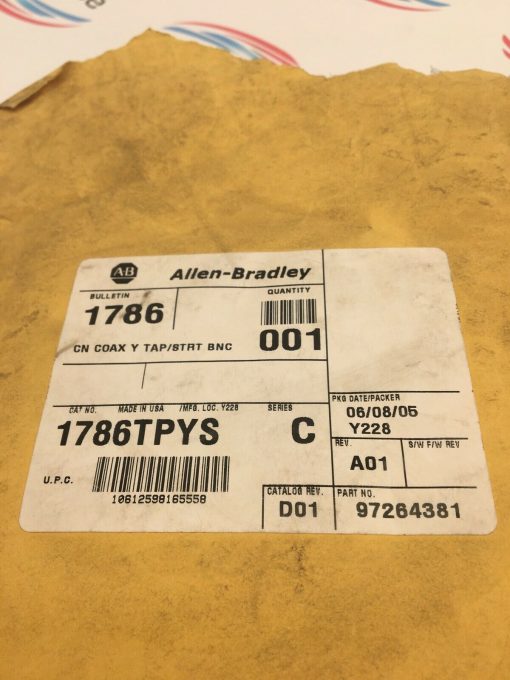 AB Allen-Bradley
BULLETIN
QUANTITY
1786
001
CN COAX Y TAP/STRT BNC
PKG DATE/PACKER
06/08/05
Y228
CAT NO. MADE IN USA /MFG. LOC. Y228 SERIES
1786TPYS C
REV. S/W F/W REV
A01
U.P.C.
10612598165558
CATALOG REV. PART NO.
D01 97264381